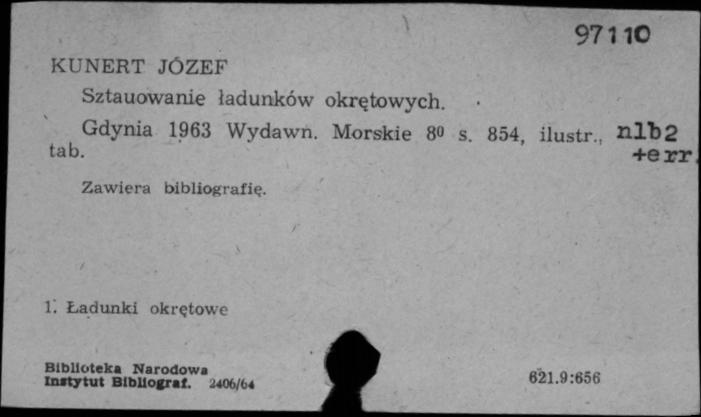 97110
KUNERT JÓZEF
Sztauowanie ładunków okrętowych.
Gdynia 1963 Wydawn. Morskie 8⁰ s. 854, ilustr., nlb2
tab. +err.
Zawiera bibliografię.
1. Ładunki okrętowe
Biblioteka Narodowa
Instytut Bibliograf. 2406/64
621.9:656